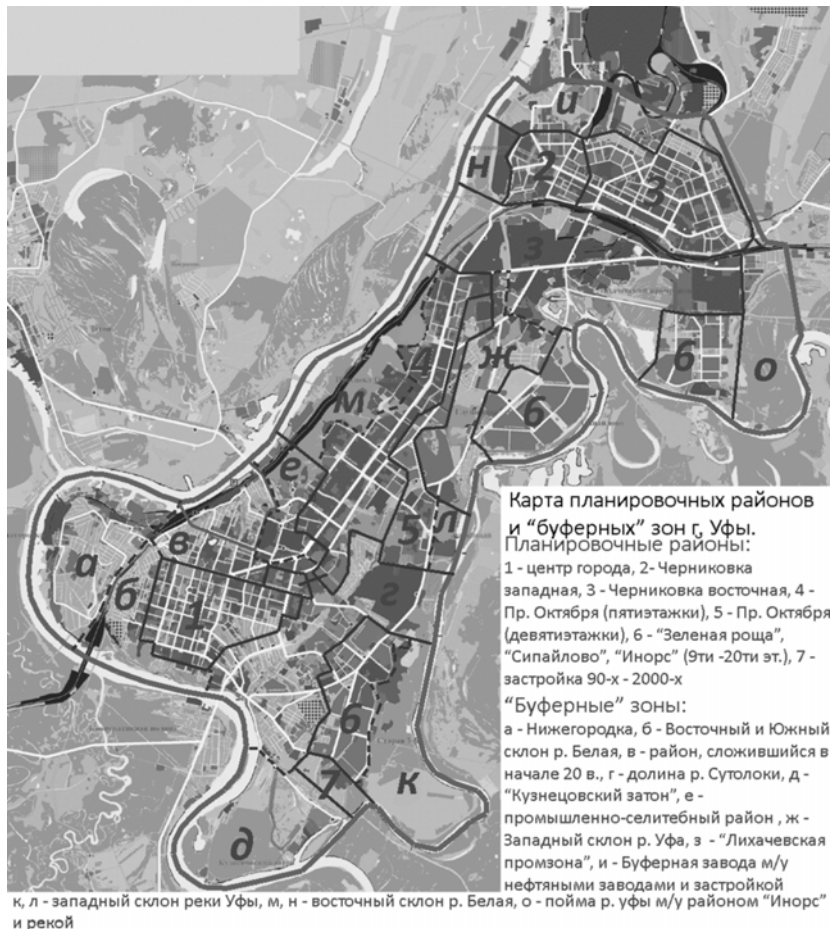 и
н
2
3
з
4
ж
6
о
м
6
е
а
в
5
л
б
1
г
6
7
к
д
Карта планировочных районов
и “буферных” зон г, Уфы.
Планировочные районы:
1 - центр города, 2- Черниковка
западная, 3 - Черниковка восточная, 4 -
Пр. Октября (пятиэтажки), 5 - Пр. Октября
(девятиэтажки), 6 - “Зеленая роща”,
“Сипайлово”, “Инорс” (9ти -20ти эт.), 7 -
застройка 90-х - 2000-х
“Буферные” зоны:
а - Нижегородка, б - Восточный и Южный
склон р. Белая, в - район, сложившийся в
начале 20 в., г - долина р. Сутолоки, д -
“Кузнецовский затон”, е -
промышленно-селитебный район , ж -
Западный склон р. Уфа, з - “Лихачевская
промзона”, и - Буферная завода м/у
нефтяными заводами и застройкой
к, л - западный склон реки Уфы, м, н - восточный склон р. Белая, о - пойма р. уфы м/у районом “Инорс”
и рекой